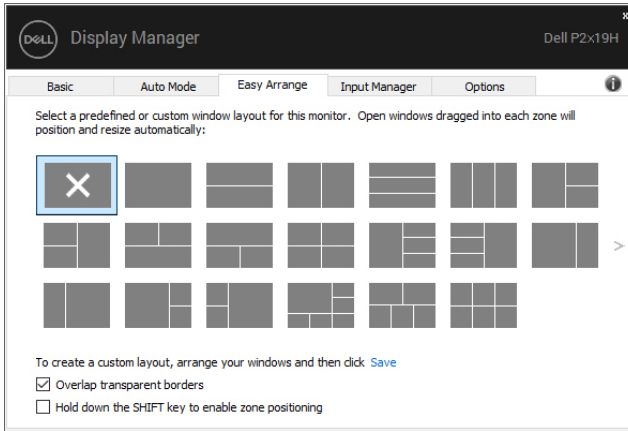 DELL
Display Manager
Dell P2x19H
Basic
Auto Mode
Easy Arrange
Input Manager
Options
Select a predefined or custom window layout for this monitor. Open windows dragged into each zone will
position and resize automatically:
To create a custom layout, arrange your windows and then click Save
Overlap transparent borders
Hold down the SHIFT key to enable zone positioning